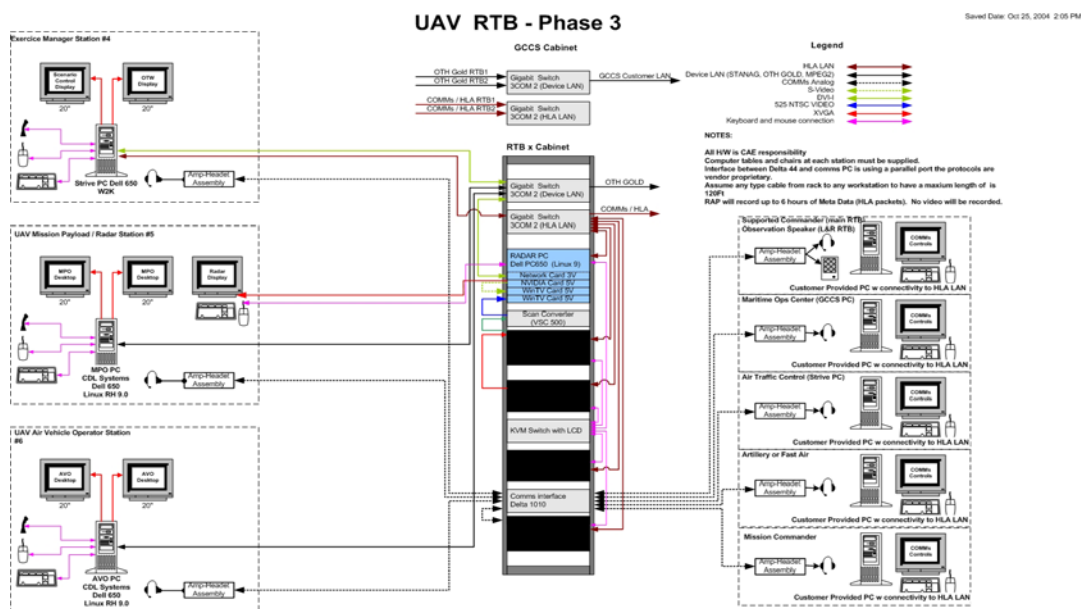 UAV RTB - Phase 3
Saved Date: Oct 25, 2004 2:05 PM
Exercice Manager Station #4
Scenario
Control
Display
OTW
Display
20"
20"
Strive PC Dell 650
W2K
Amp-Headet
Assembly
UAV Mission Payload / Radar Station #5
MPO
Desktop
MPO
Desktop
Radar
Display
20"
20"
MPO PC
CDL Systems
Dell 650
Linux RH 9.0
Amp-Headet
Assembly
UAV Air Vehicle Operator Station
#6
AVO
Desktop
AVO
Desktop
20"
20"
AVO PC
CDL Systems
Dell 650
Linux RH 9.0
Amp-Headet
Assembly
GCCS Cabinet
OTH Gold RTB1
OTH Gold RTB2
Gigabit Switch
3COM 2 (Device LAN)
GCCS Customer LAN
COMMs / HLA RTB1
COMMs / HLA RTB2
Gigabit Switch
3COM 2 (HLA LAN)
RTB x Cabinet
Gigabit Switch
3COM 2 (Device LAN)
OTH GOLD
Gigabit Switch
3COM 2 (HLA LAN)
COMMs / HLA
RADAR PC
Dell PC650 (Linux 9)
Network Card 3V
NVIDIA Card 5V
WinTV Card 5V
WinTV Card 5V
Scan Converter
(VSC 500)
KVM Switch with LCD
Comms interface
Delta 1010
Legend
HLA LAN
Device LAN (STANAG, OTH GOLD, MPEG2)
COMMs Analog
S-Video
DVI-I
525 NTSC VIDEO
XVGA
Keyboard and mouse connection
NOTES:
All H/W is CAE responsibility
Computer tables and chairs at each station must be supplied.
Interface between Delta 44 and comms PC is using a parallel port the protocols are
vendor proprietary.
Assume any type cable from rack to any workstation to have a maxium length of is
120Ft
RAP will record up to 6 hours of Meta Data (HLA packets). No video will be recorded.
Supported Commander (main RTB)
Observation Speaker (L&R RTB)
Amp-Headet
Assembly
COMMs
Controls
Customer Provided PC w connectivity to HLA LAN
Maritime Ops Center (GCCS PC)
Amp-Headet
Assembly
COMMs
Controls
Customer Provided PC w connectivity to HLA LAN
Air Traffic Control (Strive PC)
Amp-Headet
Assembly
COMMs
Controls
Customer Provided PC w connectivity to HLA LAN
Artillery or Fast Air
Amp-Headet
Assembly
COMMs
Controls
Customer Provided PC w connectivity to HLA LAN
Mission Commander
Amp-Headet
Assembly
COMMs
Controls
Customer Provided PC w connectivity to HLA LAN